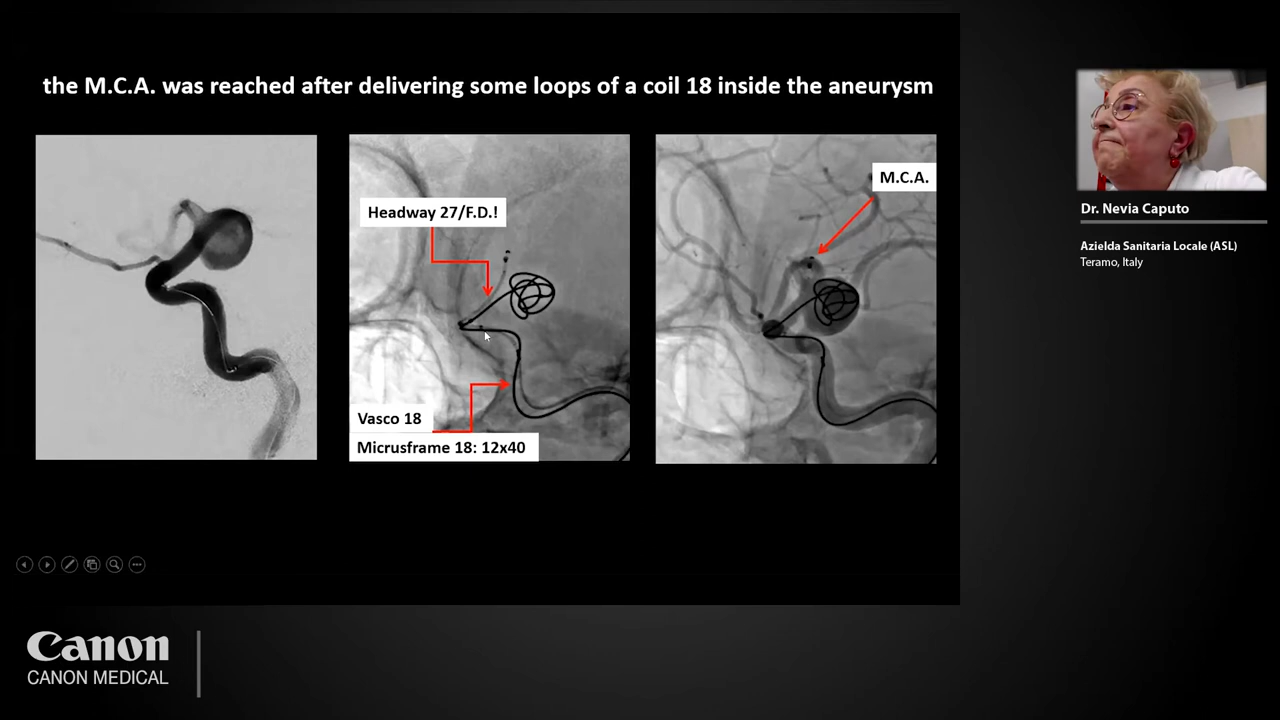 the M.C.A. was reached after delivering some loops of a coil 18 inside the aneurysm
Headway 27/F.D.!
Vasco 18
Micrusframe 18: 12x40
M.C.A.
Dr. Nevia Caputo
Azielda Sanitaria Locale (ASL)
Teramo, Italy
Canon
CANON MEDICAL